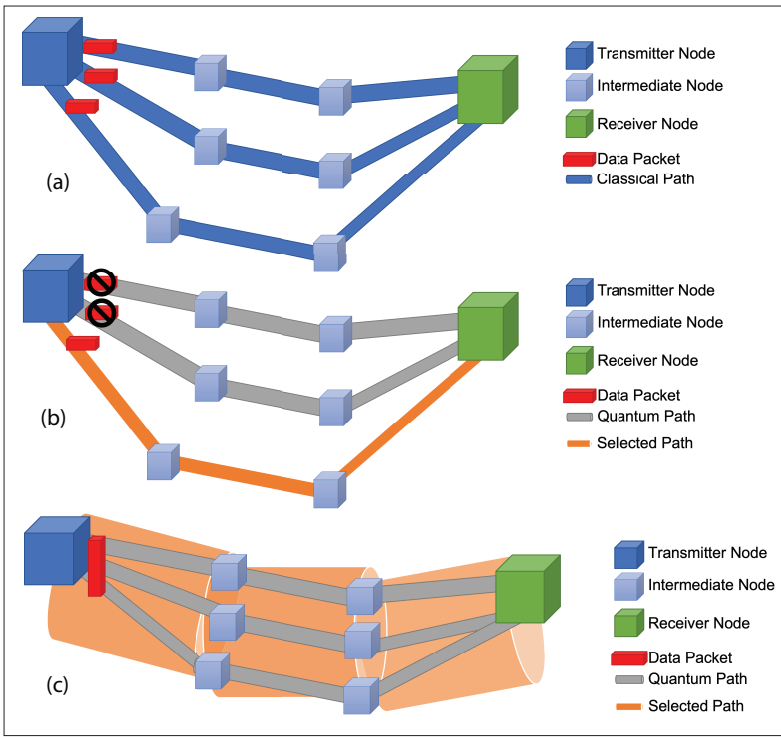 Transmitter Node
Intermediate Node
Receiver Node
Data Packet
Classical Path
(a)
Transmitter Node
Intermediate Node
Receiver Node
Data Packet
Quantum Path
Selected Path
(b)
Transmitter Node
Intermediate Node
Receiver Node
Data Packet
Quantum Path
Selected Path
(c)